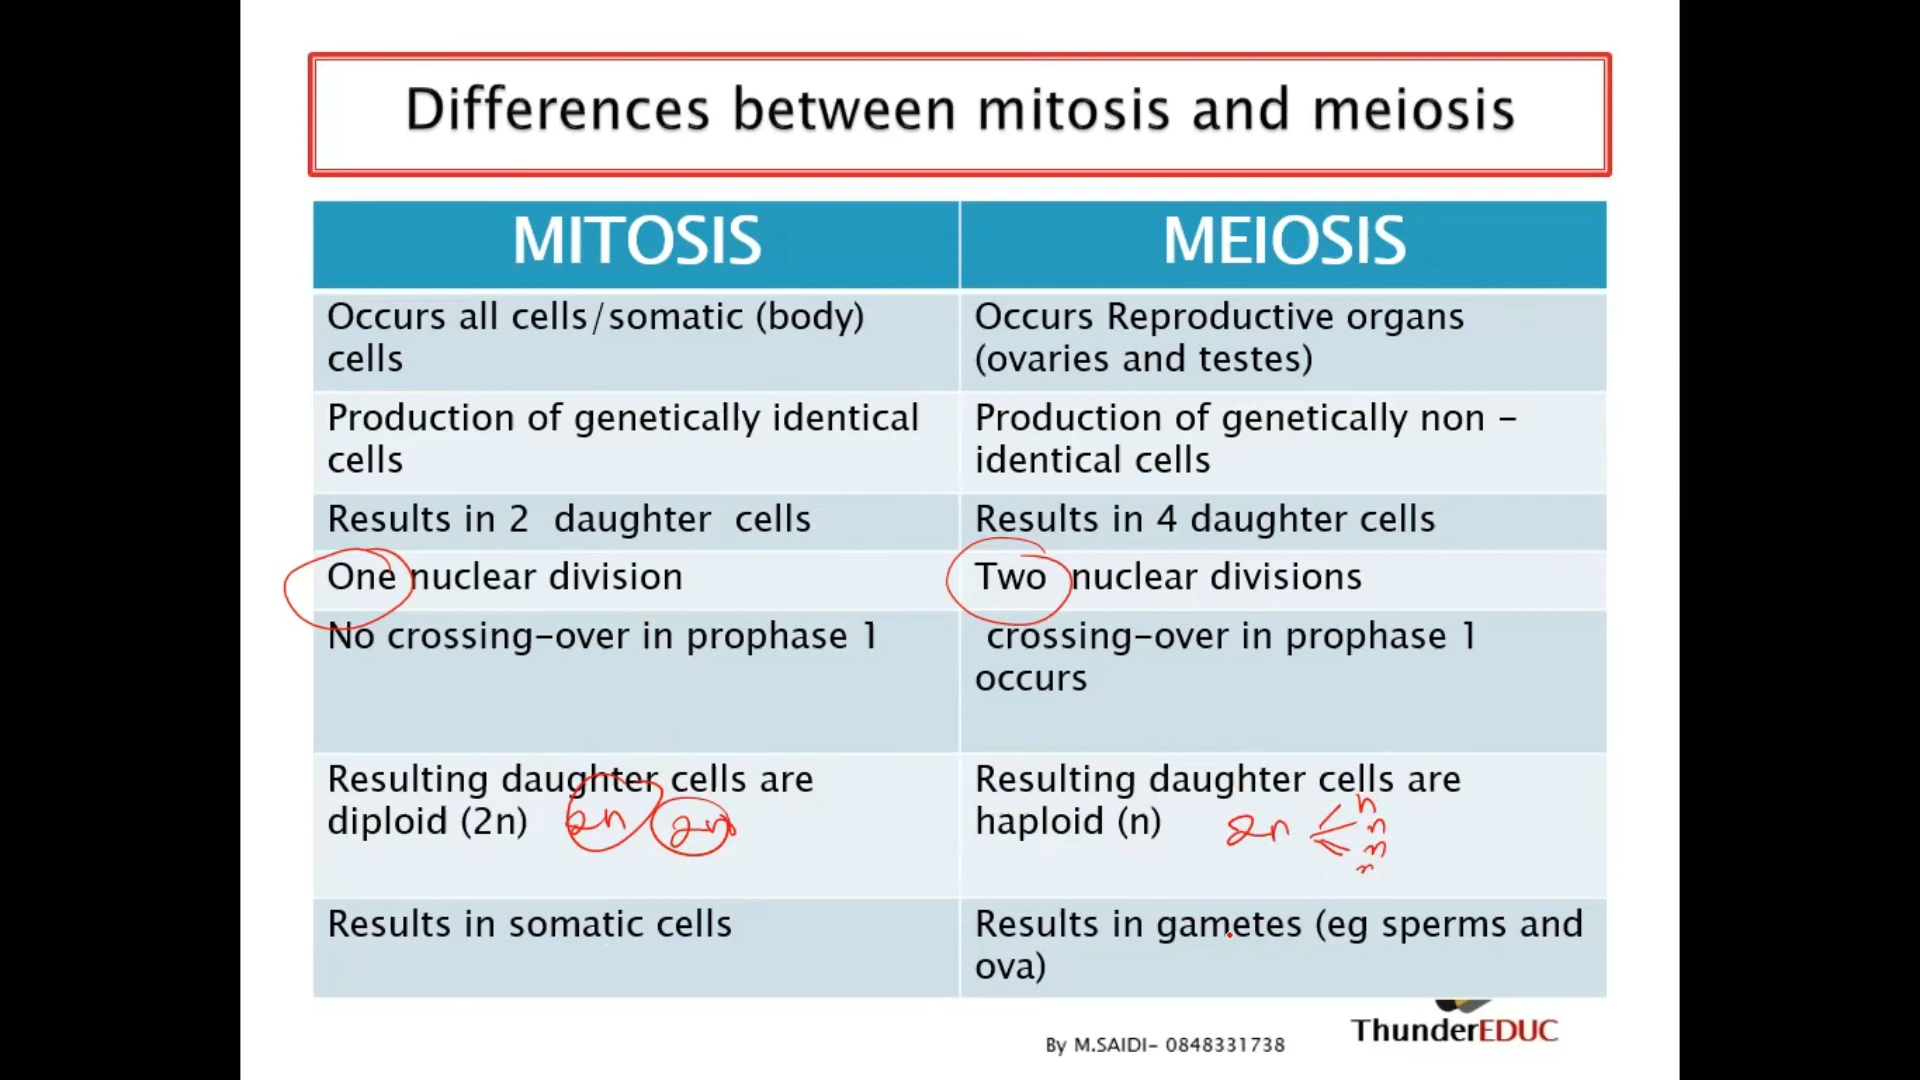 Differences between mitosis and meiosis
MITOSIS
MEIOSIS
Occurs all cells/somatic (body)
cells
Occurs Reproductive organs
(ovaries and testes)
Production of genetically identical
cells
Production of genetically non -
identical cells
Results in 2 daughter cells
Results in 4 daughter cells
One nuclear division
Two nuclear divisions
No crossing-over in prophase 1
crossing-over in prophase 1
occurs
Resulting daughter cells are
diploid (2n)
2n 2n
Resulting daughter cells are
haploid (n)
2n
n
n
n
n
Results in somatic cells
Results in gametes (eg sperms and
ova)
By M.SAIDI- 0848331738
ThunderEDUC